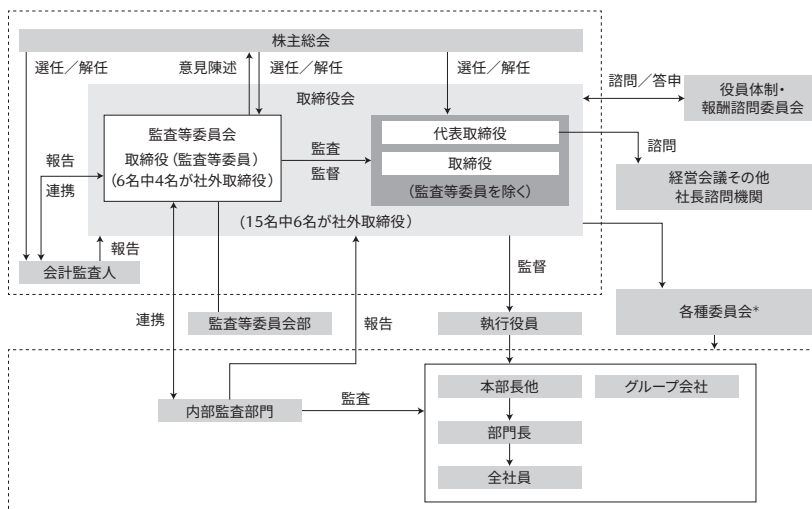 株主総会
選任／解任
意見陳述
選任／解任
選任／解任
諮問／答申
役員体制・
報酬諮問委員会
取締役会
監査等委員会
取締役（監査等委員）
（6名中4名が社外取締役）
監査
監督
代表取締役
取締役
（監査等委員を除く）
諮問
経営会議その他
社長諮問機関
報告
連携
（15名中6名が社外取締役）
報告
会計監査人
監督
連携
監査等委員会部
報告
執行役員
各種委員会*
内部監査部門
監査
本部長他
グループ会社
部門長
全社員